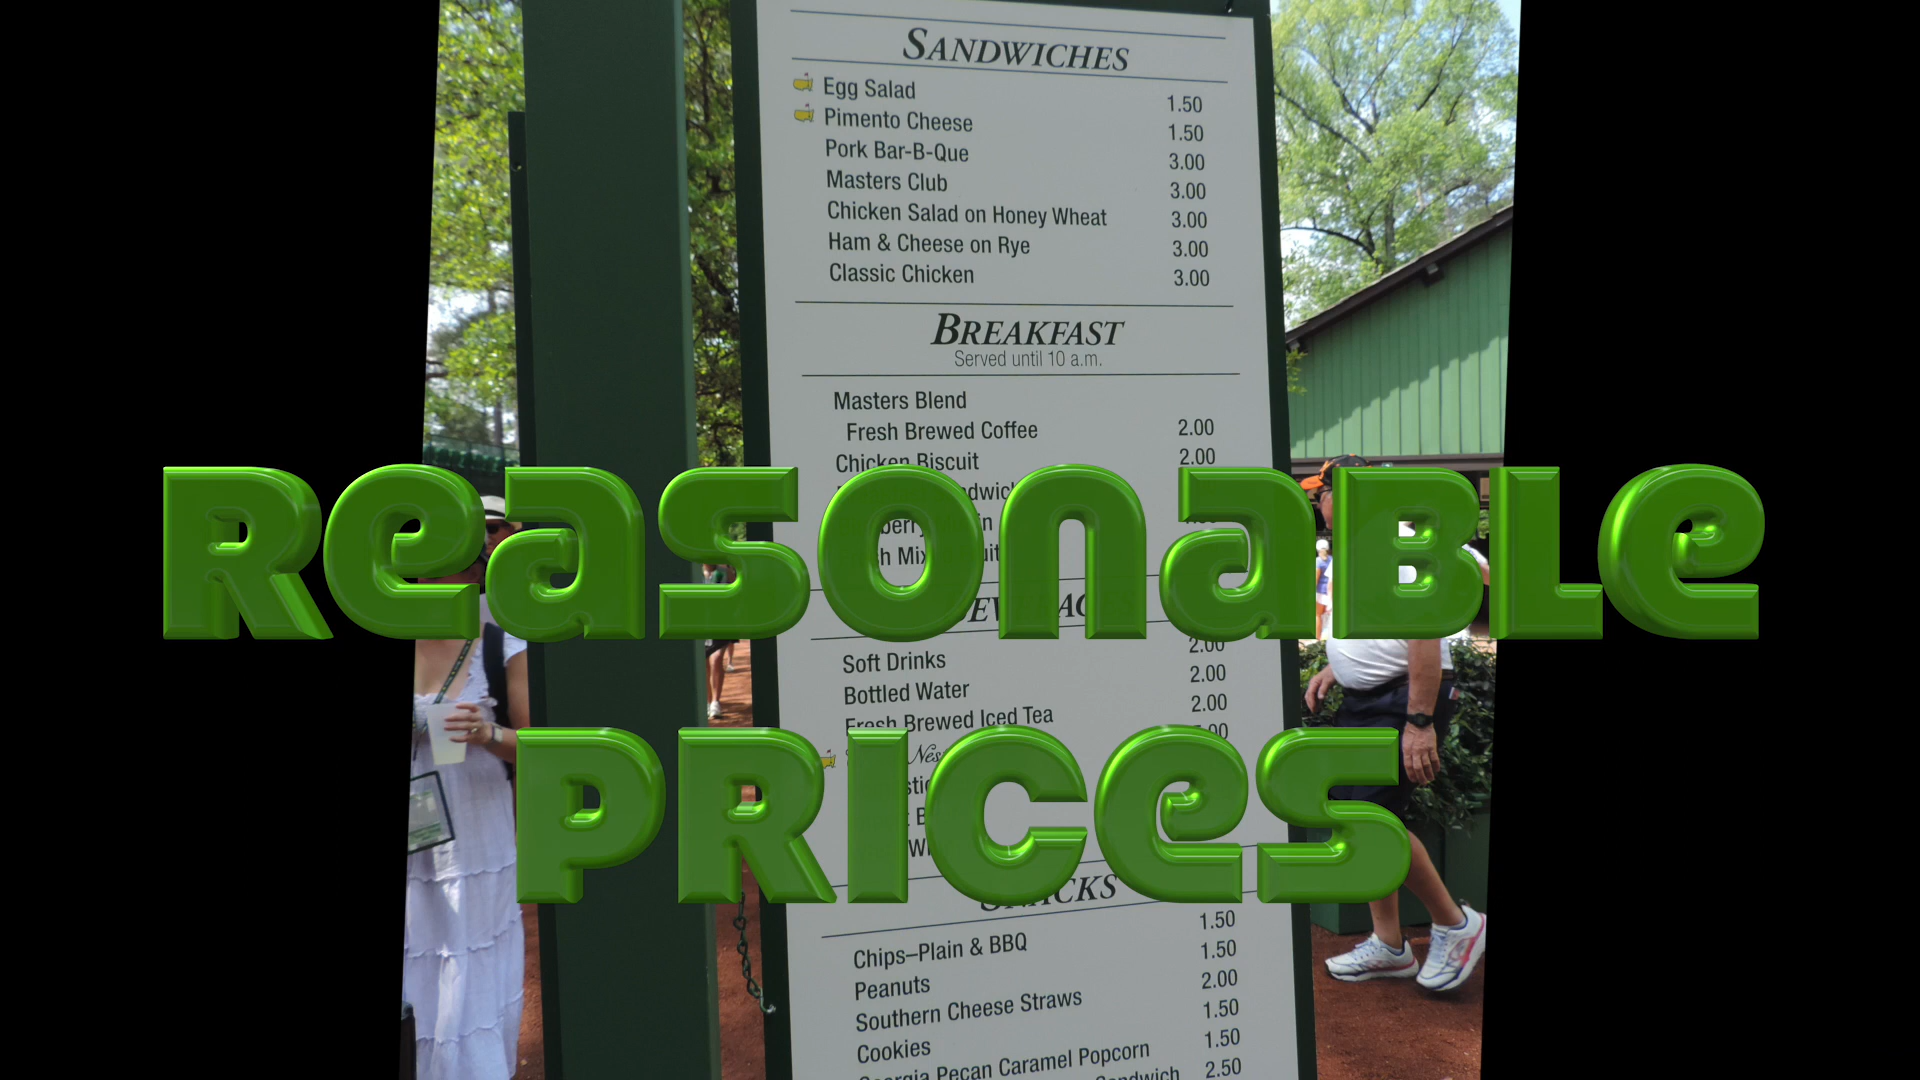 SANDWICHES
Egg Salad 1.50
Pimento Cheese 1.50
Pork Bar-B-Que 3.00
Masters Club 3.00
Chicken Salad on Honey Wheat 3.00
Ham & Cheese on Rye 3.00
Classic Chicken 3.00
BREAKFAST
Served until 10 a.m.
Masters Blend
Fresh Brewed Coffee 2.00
Chicken Biscuit 2.00
Reasonable
2.00
Soft Drinks 2.00
Bottled Water 2.00
Fresh Brewed Iced Tea
Prices
SNACKS
Chips–Plain & BBQ 1.50
Peanuts 1.50
Southern Cheese Straws 2.00
Cookies 1.50
Georgia Pecan Caramel Popcorn 1.50
Sandwich 2.50